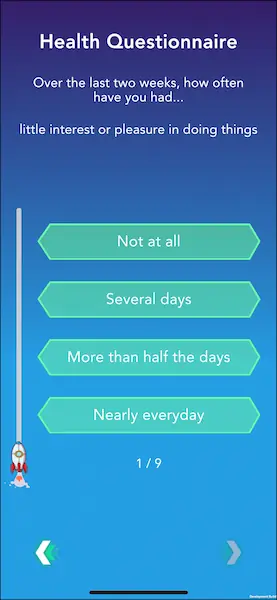 Health Questionnaire
Over the last two weeks, how often
have you had...
little interest or pleasure in doing things
Not at all
Several days
More than half the days
Nearly everyday
1 / 9
Development Build